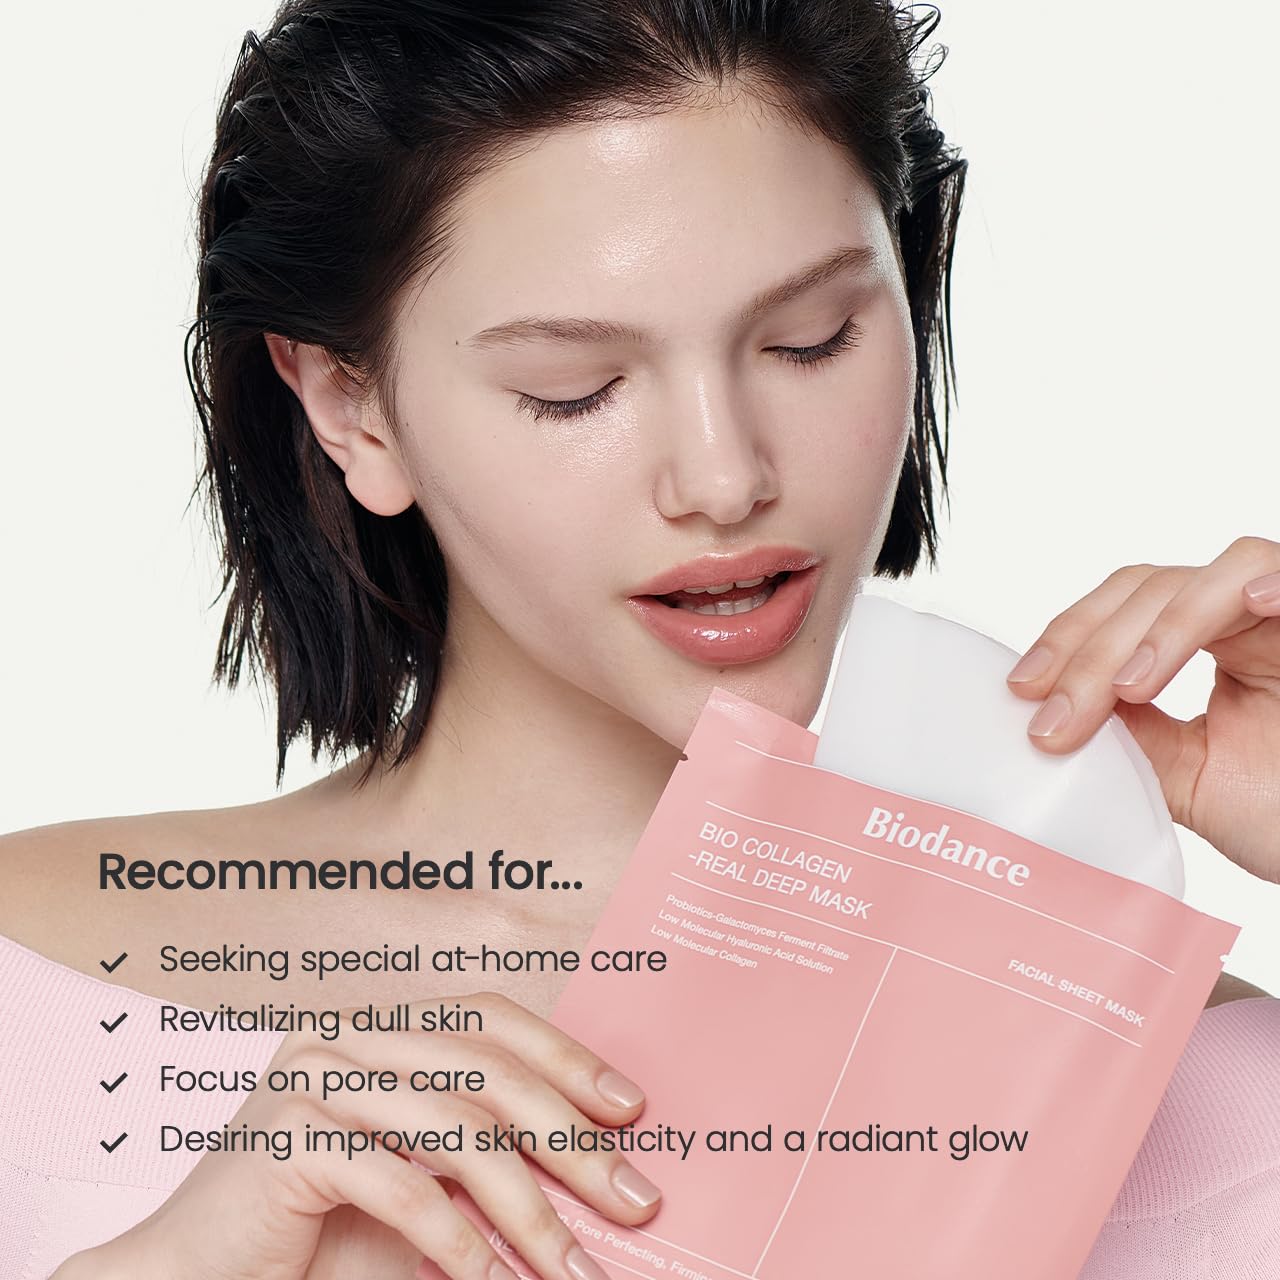 Biodance
BIO COLLAGEN
-REAL DEEP MASK
Probiotics-Galactomyces Ferment Filtrate
Low Molecular Hyaluronic Acid Solution
Low Molecular Collagen
FACIAL SHEET MASK
Recommended for...
Seeking special at-home care
Revitalizing dull skin
Focus on pore care
Desiring improved skin elasticity and a radiant glow
Pore Perfecting,